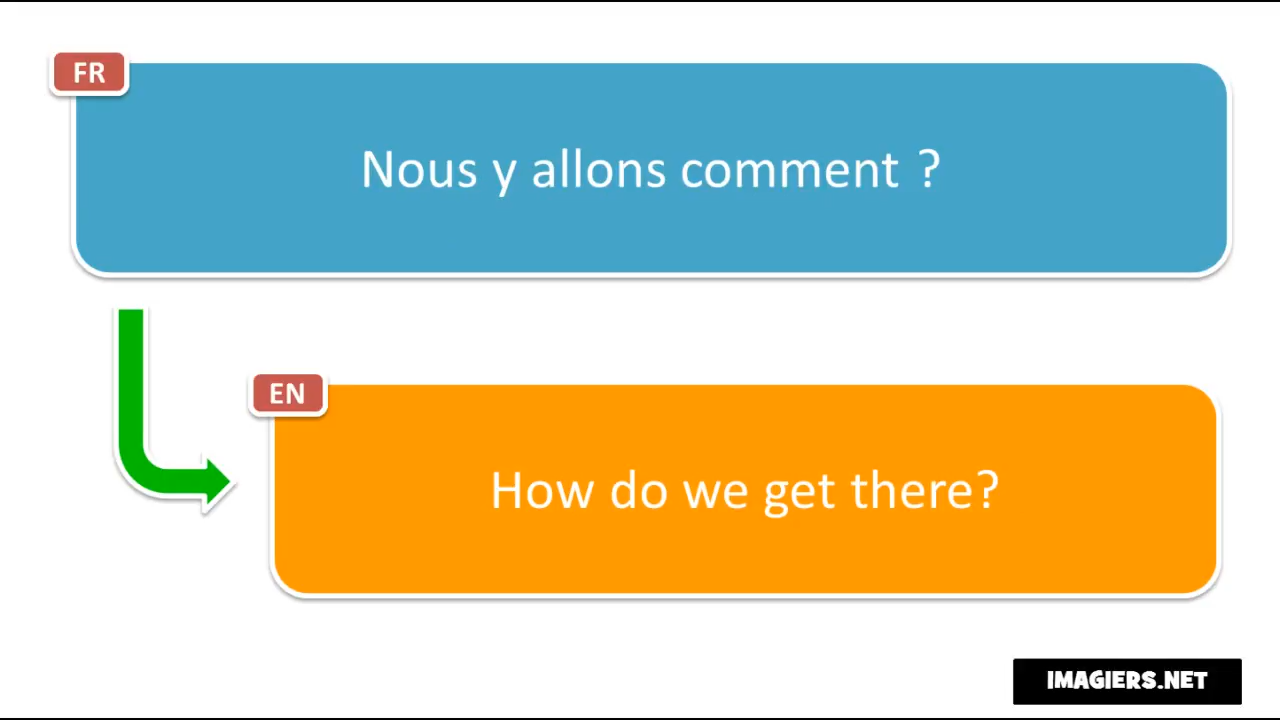 FR
Nous y allons comment ?
EN
How do we get there?
IMAGIERS.NET